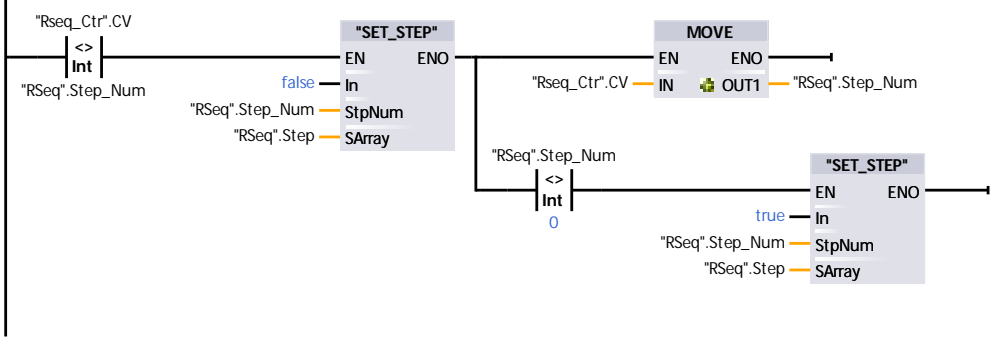 "Rseq_Ctr".CV
<>
Int
"RSeq".Step_Num
"SET_STEP"
EN ENO
false In
"RSeq".Step_Num StpNum
"RSeq".Step SArray
MOVE
EN ENO
"Rseq_Ctr".CV IN OUT1 "RSeq".Step_Num
"RSeq".Step_Num
<>
Int
0
"SET_STEP"
EN ENO
true In
"RSeq".Step_Num StpNum
"RSeq".Step SArray